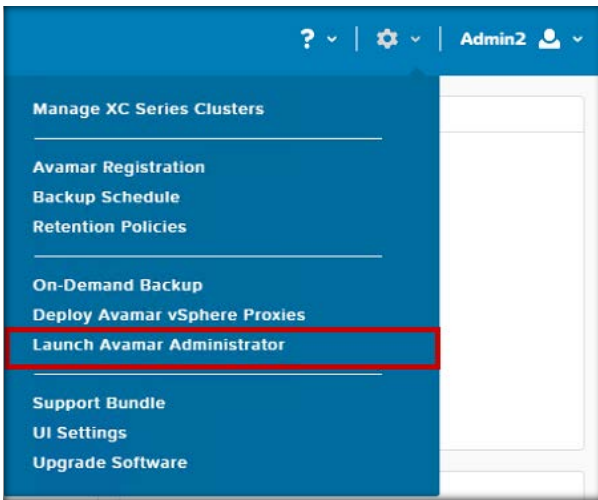 ? | | Admin2
Manage XC Series Clusters
Avamar Registration
Backup Schedule
Retention Policies
On-Demand Backup
Deploy Avamar vSphere Proxies
Launch Avamar Administrator
Support Bundle
UI Settings
Upgrade Software